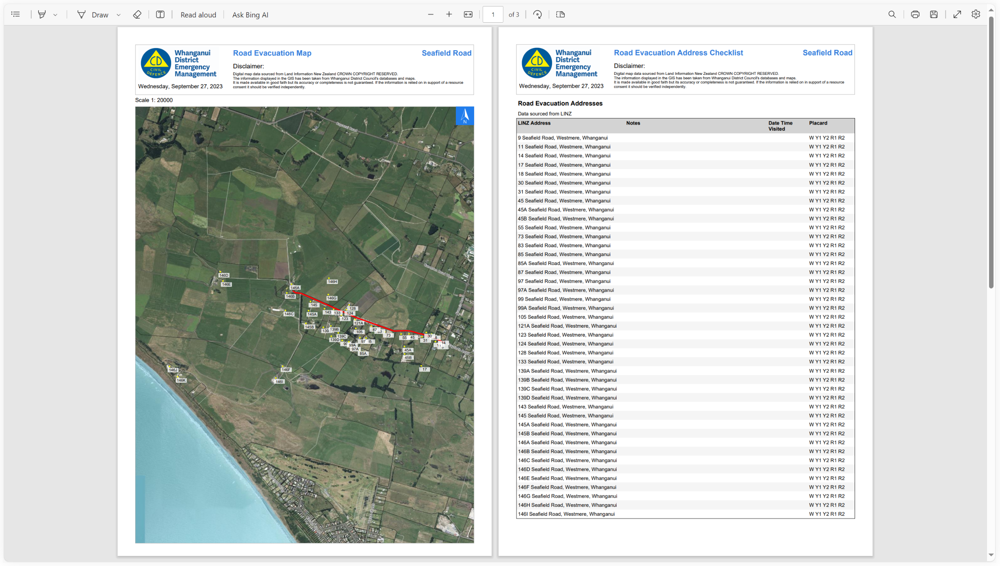 Draw
Read aloud
Ask Bing AI
1 of 3
Whanganui
District
Emergency
Management
CD
CIVIL
DEFENCE
Wednesday, September 27, 2023
Road Evacuation Map
Seafield Road
Disclaimer:
Digital map data sourced from Land Information New Zealand CROWN COPYRIGHT RESERVED.
The information displayed in the GIS has been taken from Whanganui District Council's databases and maps.
It is made available in good faith but its accuracy or completeness is not guaranteed. If the information is relied on in support of a resource
consent it should be verified independently.
Scale 1: 20000
N
Rapanui Road
Cameron Road West
146D
146E
146H
146A
146B
146G
145
128
146C
145A
143
133
124
123
121A
145B
139B
105
87
73
139C
139D
55
45
30
31
14
97
99A
97A
85A
45A
45B
17
146F
146I
146J
146K
Whanganui
District
Emergency
Management
CD
CIVIL
DEFENCE
Wednesday, September 27, 2023
Road Evacuation Address Checklist
Seafield Road
Disclaimer:
Digital map data sourced from Land Information New Zealand CROWN COPYRIGHT RESERVED.
The information displayed in the GIS has been taken from Whanganui District Council's databases and maps.
It is made available in good faith but its accuracy or completeness is not guaranteed. If the information is relied on in support of a resource
consent it should be verified independently.
Road Evacuation Addresses
Data sourced from LINZ
LINZ Address Notes Date Time Visited Placard
9 Seafield Road, Westmere, Whanganui W Y1 Y2 R1 R2
11 Seafield Road, Westmere, Whanganui W Y1 Y2 R1 R2
14 Seafield Road, Westmere, Whanganui W Y1 Y2 R1 R2
17 Seafield Road, Westmere, Whanganui W Y1 Y2 R1 R2
18 Seafield Road, Westmere, Whanganui W Y1 Y2 R1 R2
30 Seafield Road, Westmere, Whanganui W Y1 Y2 R1 R2
31 Seafield Road, Westmere, Whanganui W Y1 Y2 R1 R2
45 Seafield Road, Westmere, Whanganui W Y1 Y2 R1 R2
45A Seafield Road, Westmere, Whanganui W Y1 Y2 R1 R2
45B Seafield Road, Westmere, Whanganui W Y1 Y2 R1 R2
55 Seafield Road, Westmere, Whanganui W Y1 Y2 R1 R2
73 Seafield Road, Westmere, Whanganui W Y1 Y2 R1 R2
83 Seafield Road, Westmere, Whanganui W Y1 Y2 R1 R2
85 Seafield Road, Westmere, Whanganui W Y1 Y2 R1 R2
85A Seafield Road, Westmere, Whanganui W Y1 Y2 R1 R2
87 Seafield Road, Westmere, Whanganui W Y1 Y2 R1 R2
97 Seafield Road, Westmere, Whanganui W Y1 Y2 R1 R2
97A Seafield Road, Westmere, Whanganui W Y1 Y2 R1 R2
99 Seafield Road, Westmere, Whanganui W Y1 Y2 R1 R2
99A Seafield Road, Westmere, Whanganui W Y1 Y2 R1 R2
105 Seafield Road, Westmere, Whanganui W Y1 Y2 R1 R2
121A Seafield Road, Westmere, Whanganui W Y1 Y2 R1 R2
123 Seafield Road, Westmere, Whanganui W Y1 Y2 R1 R2
124 Seafield Road, Westmere, Whanganui W Y1 Y2 R1 R2
128 Seafield Road, Westmere, Whanganui W Y1 Y2 R1 R2
133 Seafield Road, Westmere, Whanganui W Y1 Y2 R1 R2
139A Seafield Road, Westmere, Whanganui W Y1 Y2 R1 R2
139B Seafield Road, Westmere, Whanganui W Y1 Y2 R1 R2
139C Seafield Road, Westmere, Whanganui W Y1 Y2 R1 R2
139D Seafield Road, Westmere, Whanganui W Y1 Y2 R1 R2
143 Seafield Road, Westmere, Whanganui W Y1 Y2 R1 R2
145 Seafield Road, Westmere, Whanganui W Y1 Y2 R1 R2
145A Seafield Road, Westmere, Whanganui W Y1 Y2 R1 R2
145B Seafield Road, Westmere, Whanganui W Y1 Y2 R1 R2
146A Seafield Road, Westmere, Whanganui W Y1 Y2 R1 R2
146B Seafield Road, Westmere, Whanganui W Y1 Y2 R1 R2
146C Seafield Road, Westmere, Whanganui W Y1 Y2 R1 R2
146D Seafield Road, Westmere, Whanganui W Y1 Y2 R1 R2
146E Seafield Road, Westmere, Whanganui W Y1 Y2 R1 R2
146F Seafield Road, Westmere, Whanganui W Y1 Y2 R1 R2
146G Seafield Road, Westmere, Whanganui W Y1 Y2 R1 R2
146H Seafield Road, Westmere, Whanganui W Y1 Y2 R1 R2
146I Seafield Road, Westmere, Whanganui W Y1 Y2 R1 R2